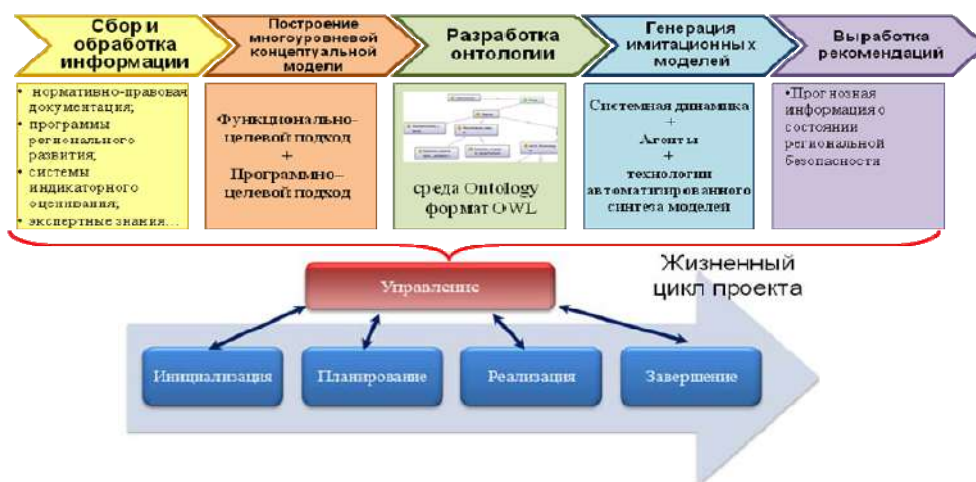 Сбор и
обработка
информации
Построение
многоуровневой
концептуальной
модели
Разработка
онтологии
Генерация
имитационных
моделей
Выработка
рекомендаций
• нормативно-правовая
документация;
• программы
регионального
развития;
• системы
индикаторного
оценивания;
• экспертные знания...
Функционально-
целевой подход
+
Программно-
целевой подход
среда Ontology
формат OWL
Системная динамика
+
Агенты
+
технологии
автоматизированного
синтеза моделей
•Прогнозная
информация о
состоянии
региональной
безопасности
Управление
Жизненный
цикл проекта
Инициализация
Планирование
Реализация
Завершение